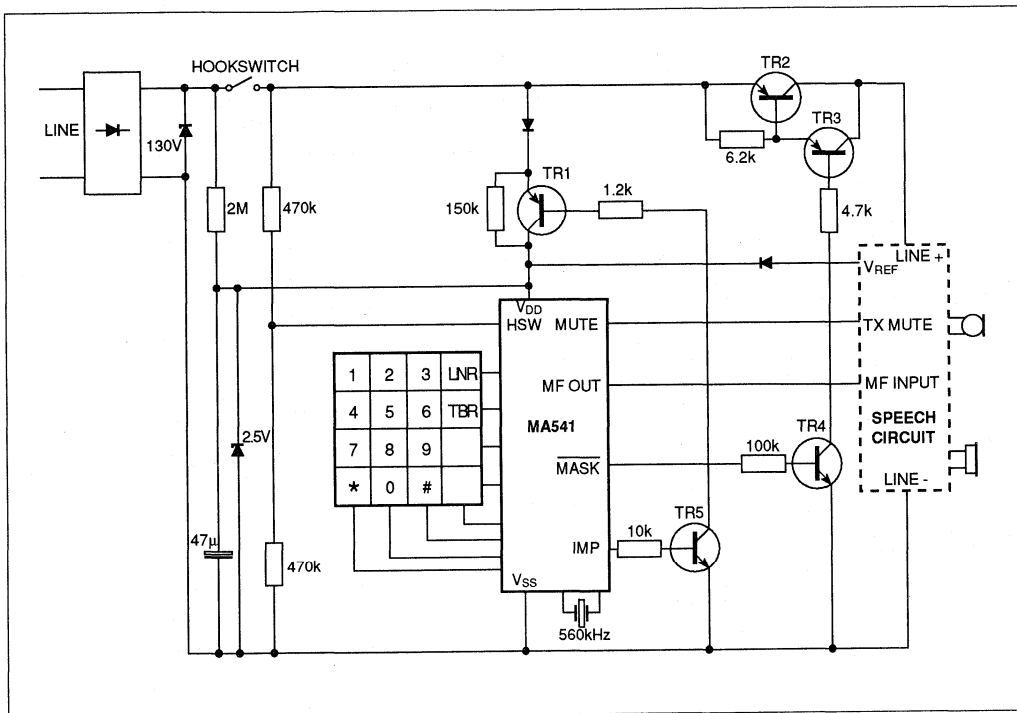 HOOKSWITCH
TR2
TR3
LINE
130V
6.2k
TR1
1.2k
2M
470k
150k
4.7k
LINE +
VREF
VDD
HSW MUTE
TX MUTE
1 2 3 LNR
MF OUT
MF INPUT
4 5 6 TBR
MA541
SPEECH
CIRCUIT
2.5V
7 8 9
100k
TR4
MASK
* 0 #
LINE -
TR5
10k
47µ
IMP
470k
VSS
560kHz